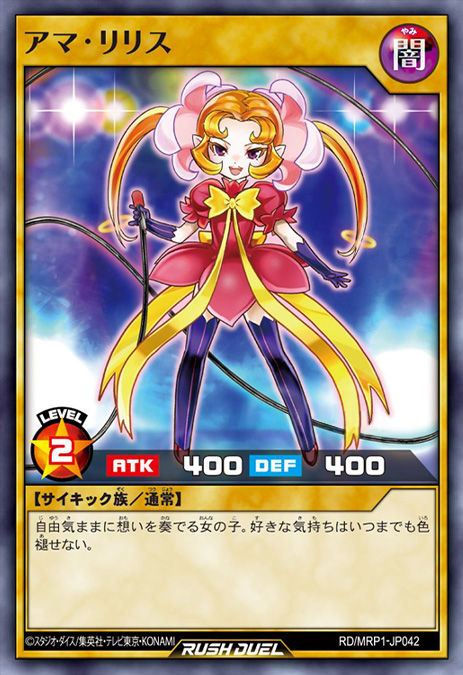 アマ・リリス
やみ
闇
LEVEL
2
ATK 400 DEF 400
【サイキック族/通常】
自由気ままに想いを奏でる女の子。好きな気持ちはいつまでも色
褪せない。
©スタジオ・ダイス/集英社・テレビ東京・KONAMI
RUSH DUEL
RD/MRP1-JP042